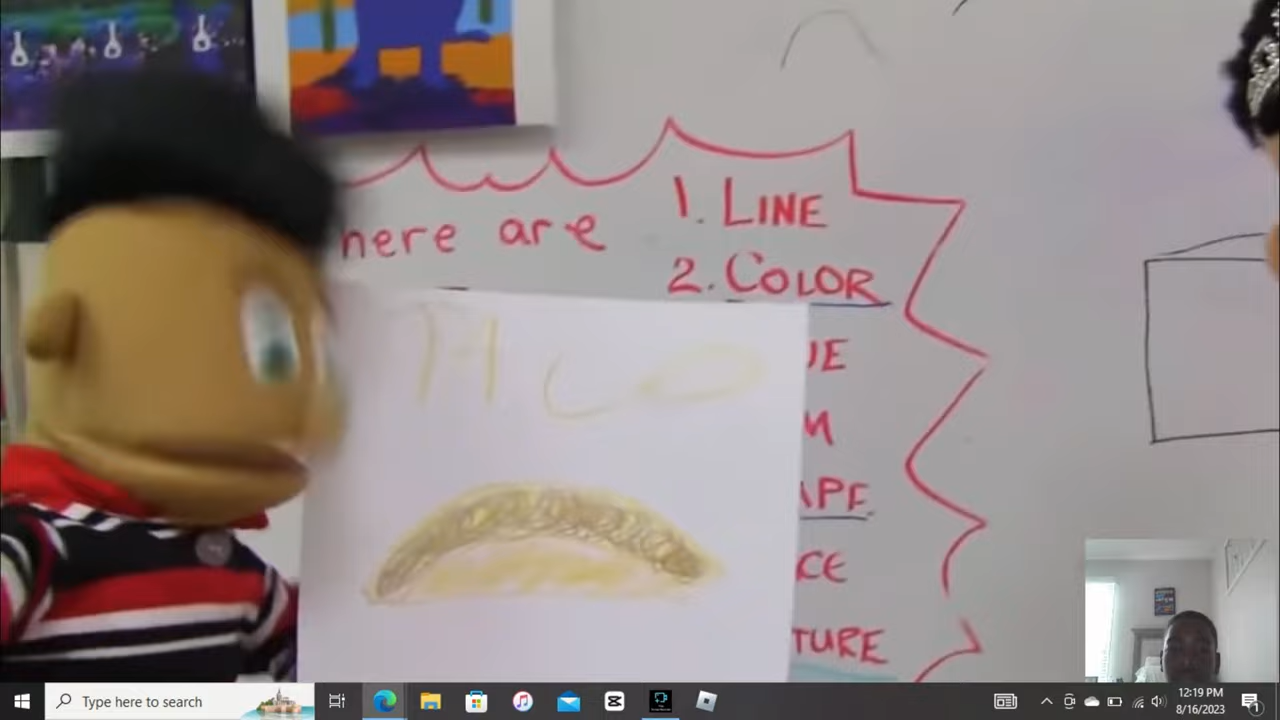 here are
1. LINE
2. COLOR
UE
M
APE
CE
TURE
Type here to search
12:19 PM
8/16/2023
1